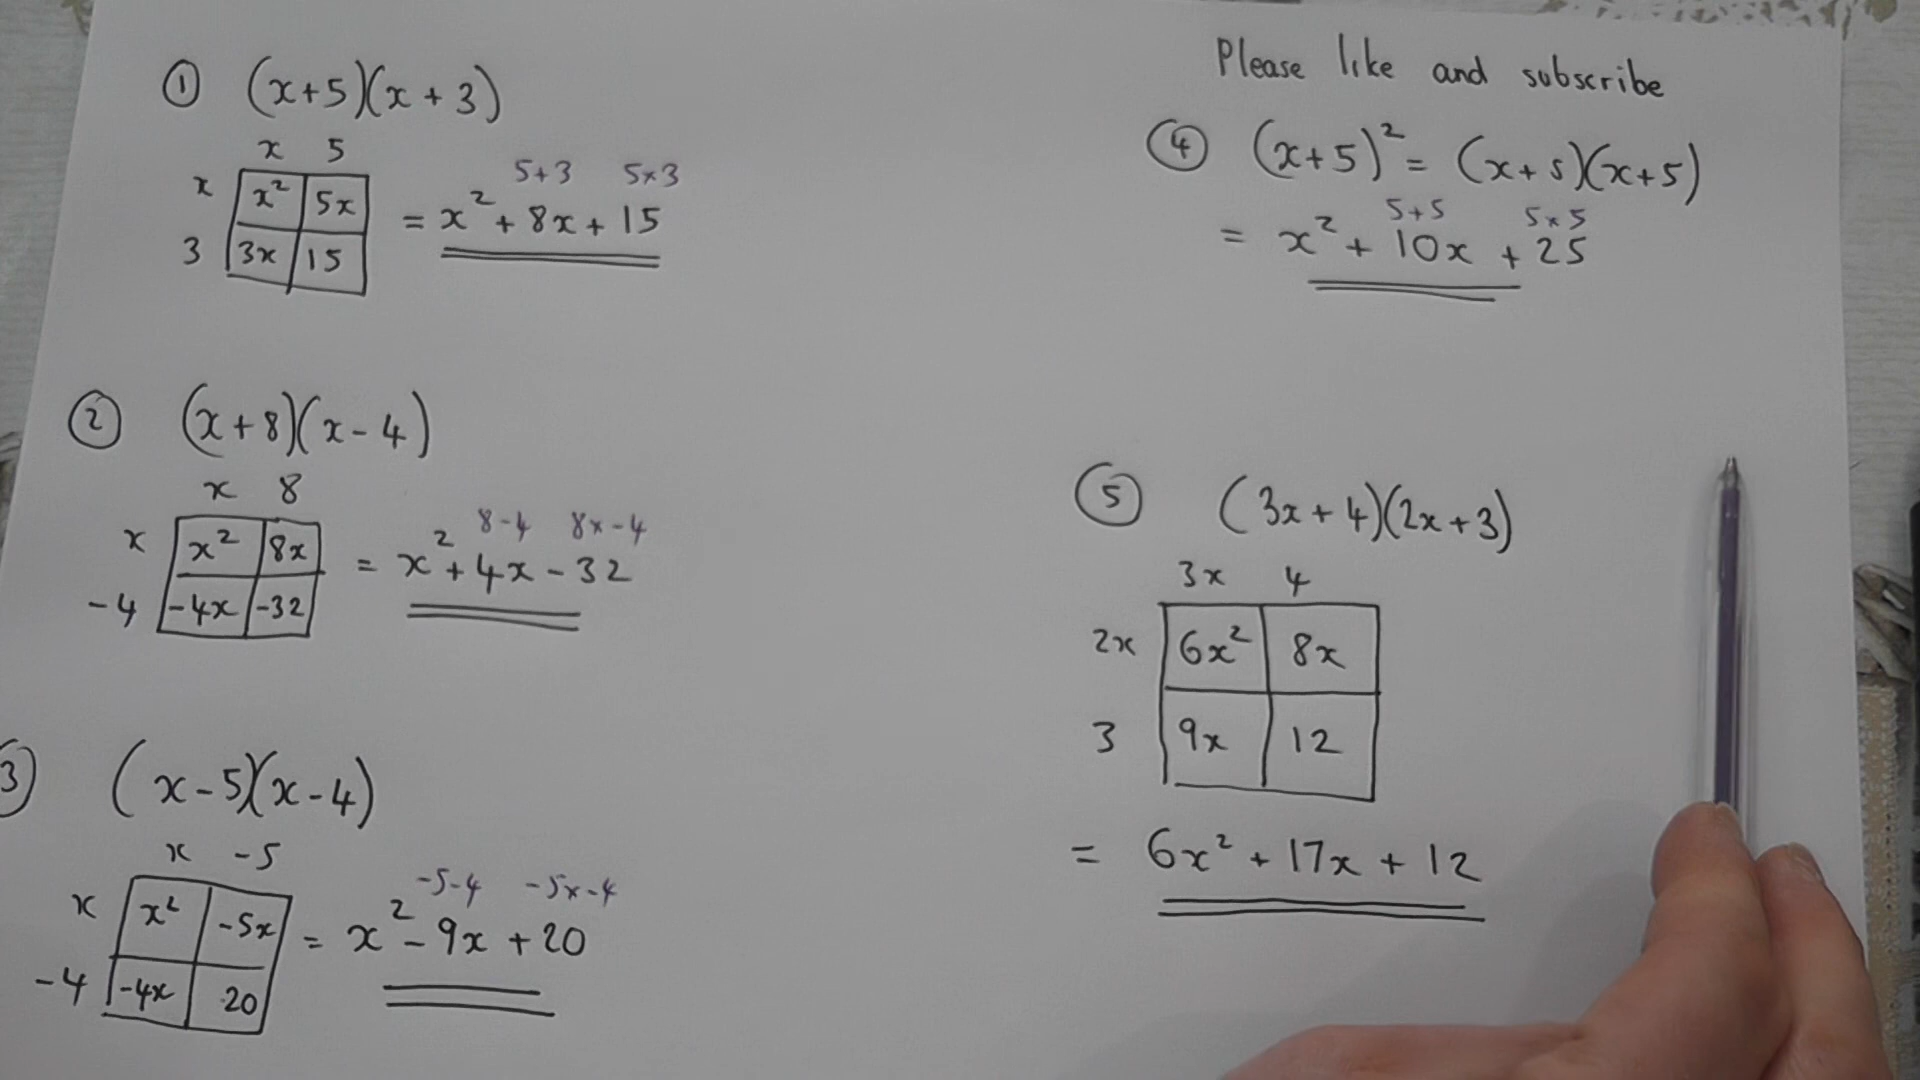 ① (x+5)(x+3)
x 5
x x² 5x
3 3x 15
5+3 5×3
= x² + 8x + 15
② (x+8)(x-4)
x 8
x x² 8x
-4 -4x -32
8-4 8x-4
= x² + 4x - 32
3 (x-5)(x-4)
x -5
x x² -5x
-4 -4x 20
-5-4 -5x-4
= x² - 9x + 20
Please like and subscribe
④ (x+5)² = (x+5)(x+5)
5+5 5×5
= x² + 10x + 25
⑤ (3x+4)(2x+3)
3x 4
2x 6x² 8x
3 9x 12
= 6x² + 17x + 12